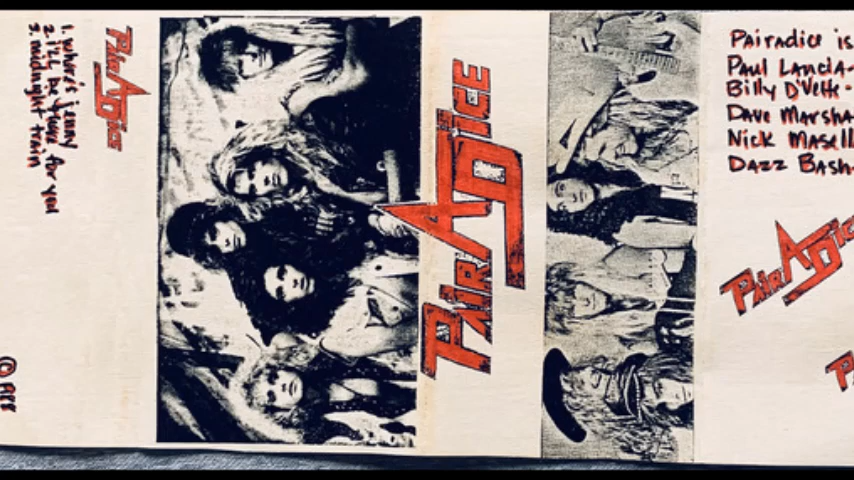 PAIRADICE
1. where's jenny
2. i'll be there for you
3. midnight train
PAIRADICE
Pairadice is
Paul Lancia-
Billy D'Vette-
Dave Marsha
Nick Masell
Dazz Bash-
PAIRADICE
P
©